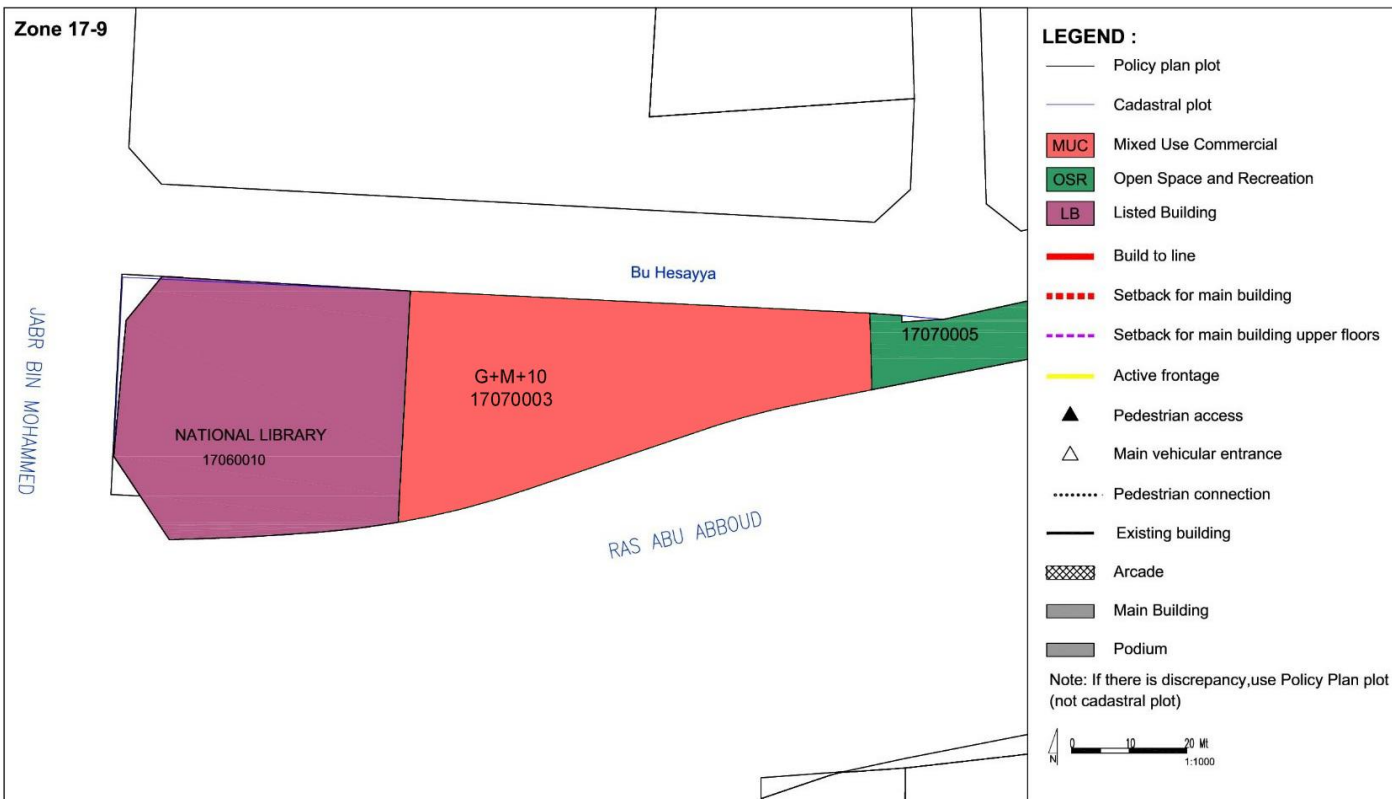 Zone 17-9
Bu Hesayya
JABR BIN MOHAMMED
G+M+10
17070003
17070005
NATIONAL LIBRARY
17060010
RAS ABU ABBOUD
LEGEND :
Policy plan plot
Cadastral plot
MUC Mixed Use Commercial
OSR Open Space and Recreation
LB Listed Building
Build to line
Setback for main building
Setback for main building upper floors
Active frontage
Pedestrian access
Main vehicular entrance
Pedestrian connection
Existing building
Arcade
Main Building
Podium
Note: If there is discrepancy,use Policy Plan plot
(not cadastral plot)
N 0 10 20 Mt
1:1000